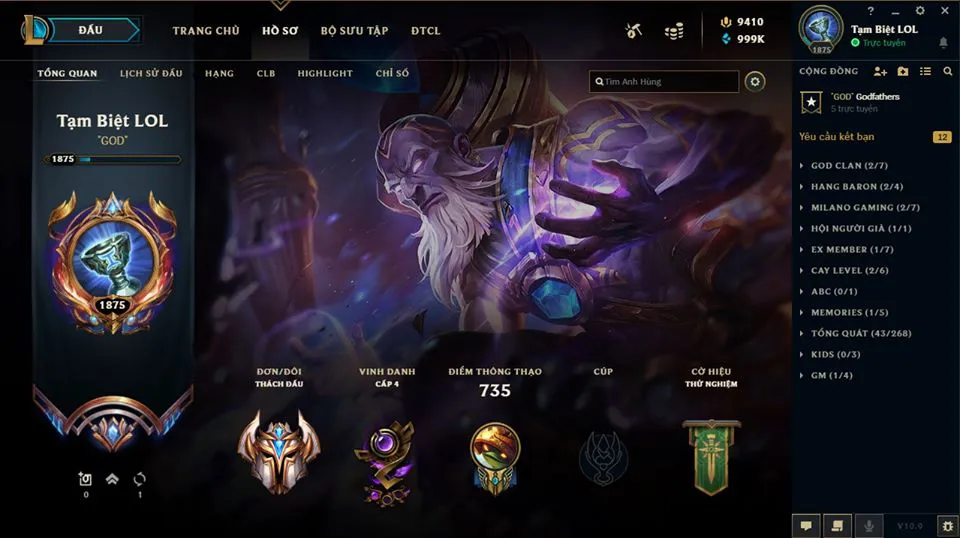 ĐẤU
TRANG CHỦ
HỒ SƠ
BỘ SƯU TẬP
ĐTCL
9410
999K
TỔNG QUAN
LỊCH SỬ ĐẤU
HẠNG
CLB
HIGHLIGHT
CHỈ SỐ
Tìm Anh Hùng
Tạm Biệt LOL
"GOD"
1875
1875
ĐƠN/ĐÔI
THÁCH ĐẤU
VINH DANH
CẤP 4
ĐIỂM THÔNG THẠO
735
CÚP
CỜ HIỆU
THỬ NGHIỆM
0
1
?
1875
Tạm Biệt LOL
Trực tuyến
CỘNG ĐỒNG
"GOD" Godfathers
5 trực tuyến
Yêu cầu kết bạn
12
GOD CLAN (2/7)
HANG BARON (2/4)
MILANO GAMING (2/7)
HỘI NGƯỜI GIÀ (1/1)
EX MEMBER (1/7)
CAY LEVEL (2/6)
ABC (0/1)
MEMORIES (1/5)
TỔNG QUÁT (43/268)
KIDS (0/3)
GM (1/4)
V10.0